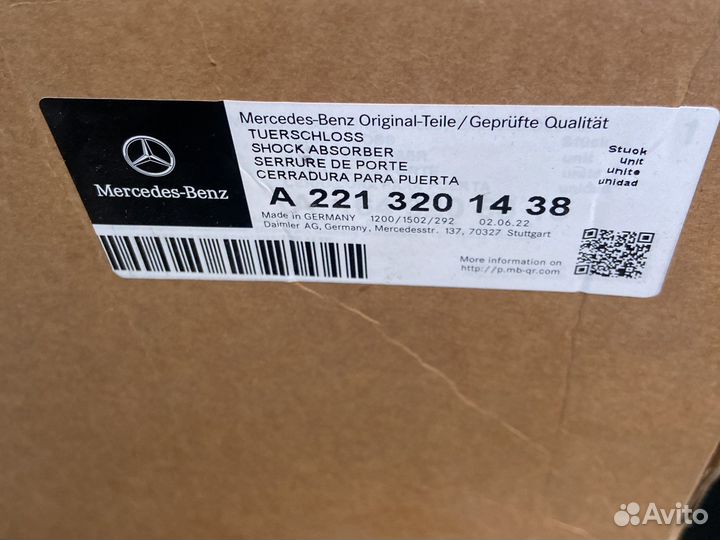 Mercedes-Benz Original-Teile/Geprüfte Qualität
TUERSCHLOSS
SHOCK ABSORBER
SERRURE DE PORTE
CERRADURA PARA PUERTA
Stuok
unit
unite
unidad
Mercedes-Benz
A 221 320 14 38
Made in GERMANY 1200/1502/292 02.06.22
Daimler AG, Germany, Mercedesstr. 137, 70327 Stuttgart
More information on
http://p.mb-qr.com
Avito